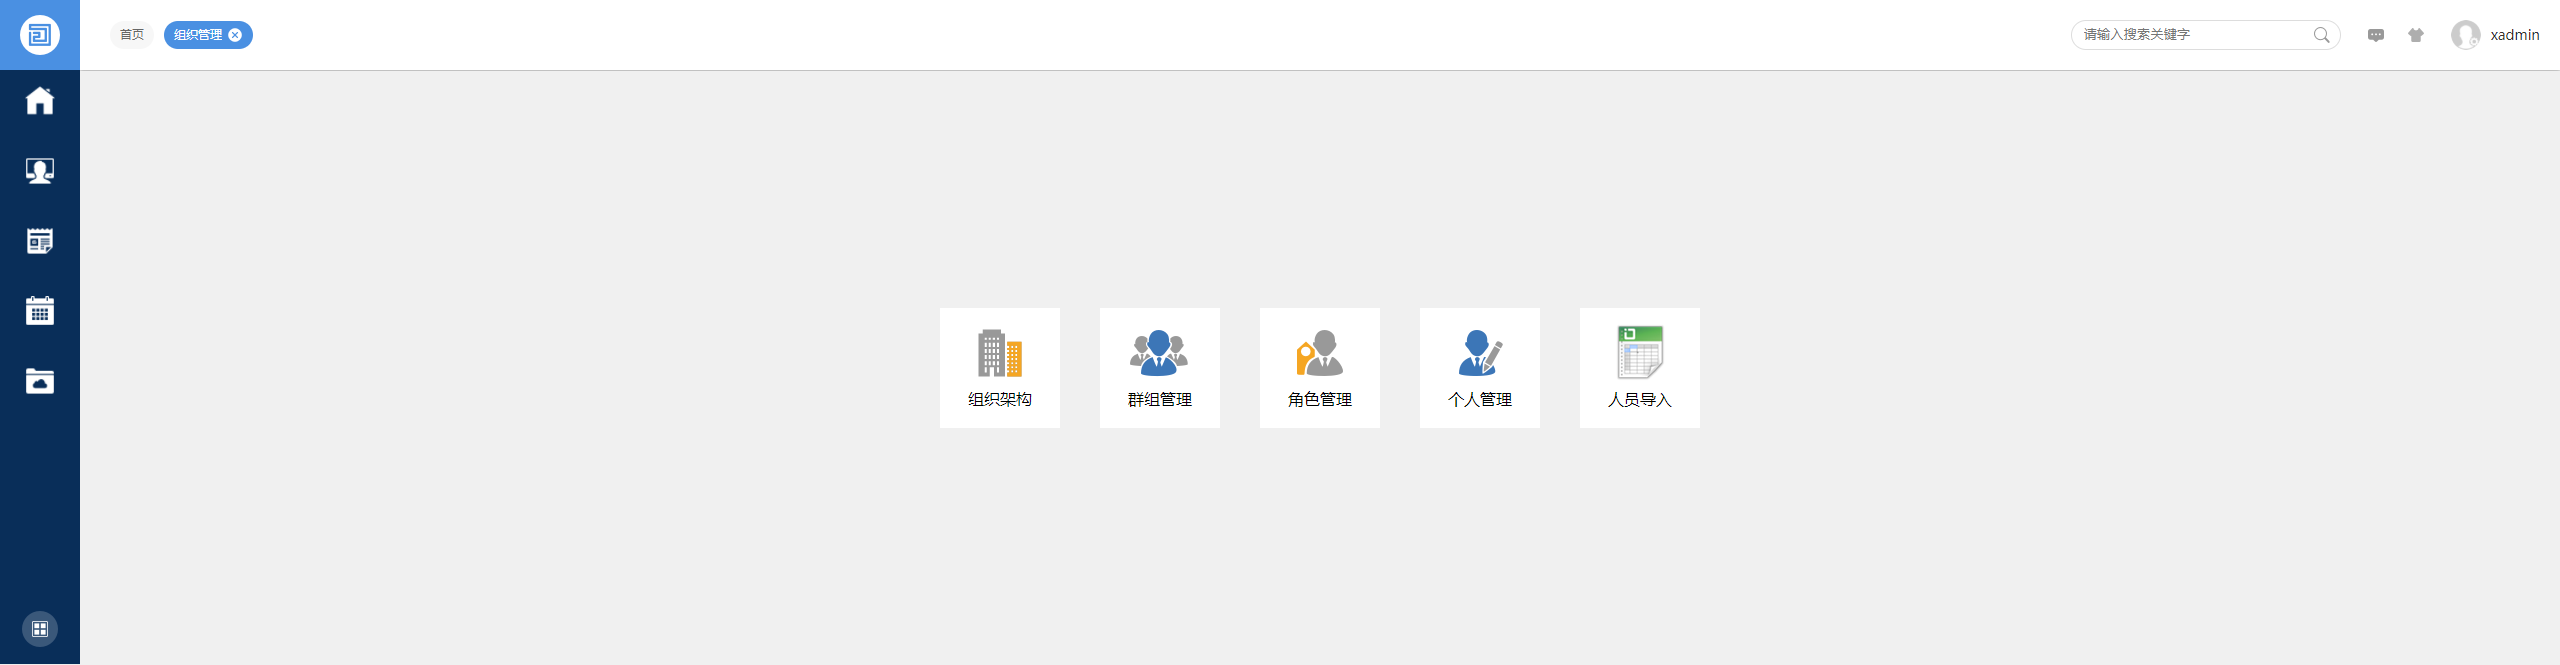 首页
组织管理
请输入搜索关键字
xadmin
组织架构
群组管理
角色管理
个人管理
人员导入